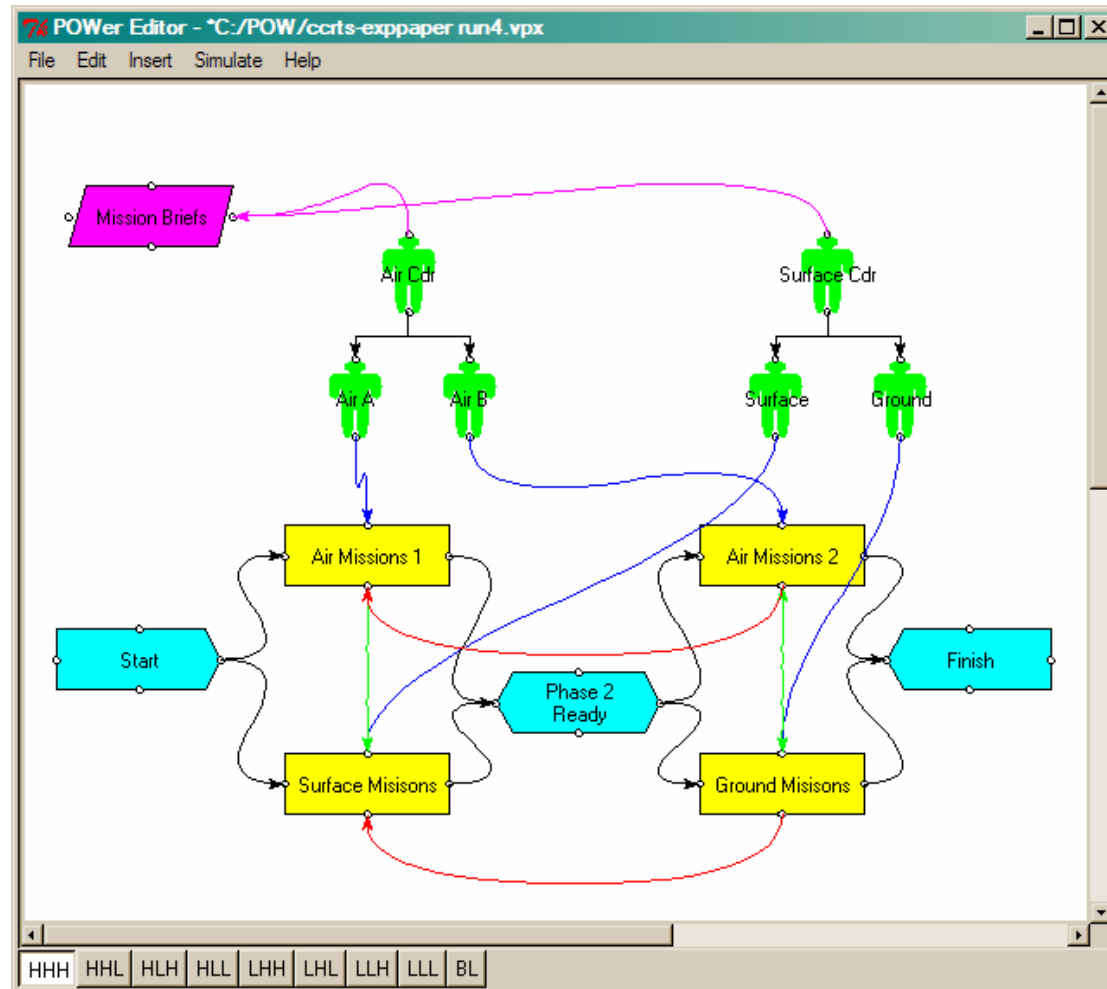 POWer Editor - *C:/POW/ccrts-exppaper run4.vpx
File Edit Insert Simulate Help
Mission Briefs
Air Cdr
Surface Cdr
Air A
Air B
Surface
Ground
Air Missions 1
Air Missions 2
Start
Phase 2
Ready
Finish
Surface Misisons
Ground Misisons
HHH HHL HLH HLL LHH LHL LLH LLL BL